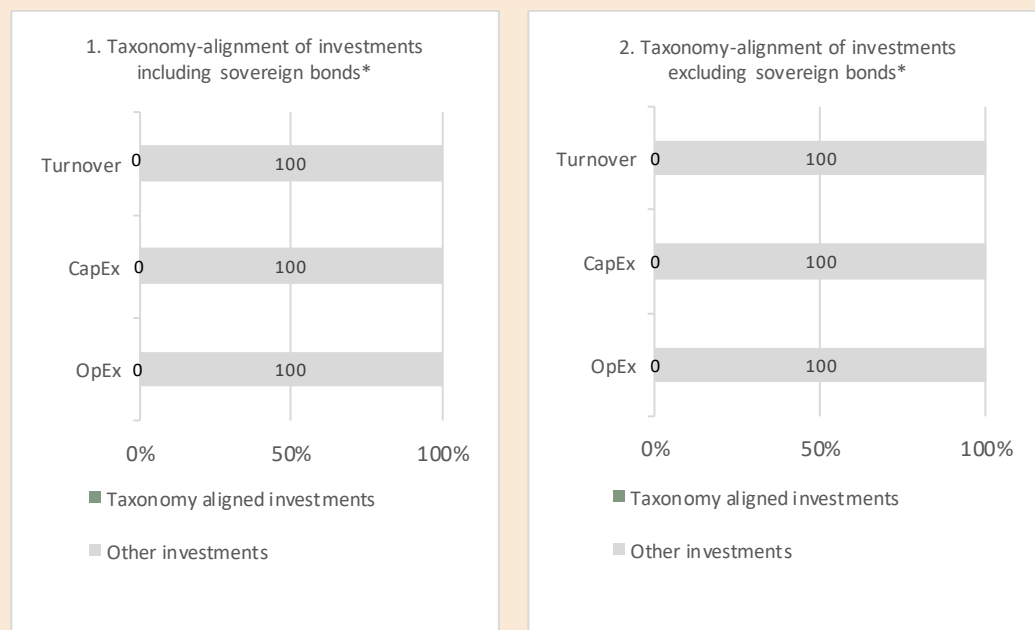 1. Taxonomy-alignment of investments
including sovereign bonds*
Turnover 0 100
CapEx 0 100
OpEx 0 100
0% 50% 100%
Taxonomy aligned investments
Other investments
2. Taxonomy-alignment of investments
excluding sovereign bonds*
Turnover 0 100
CapEx 0 100
OpEx 0 100
0% 50% 100%
Taxonomy aligned investments
Other investments